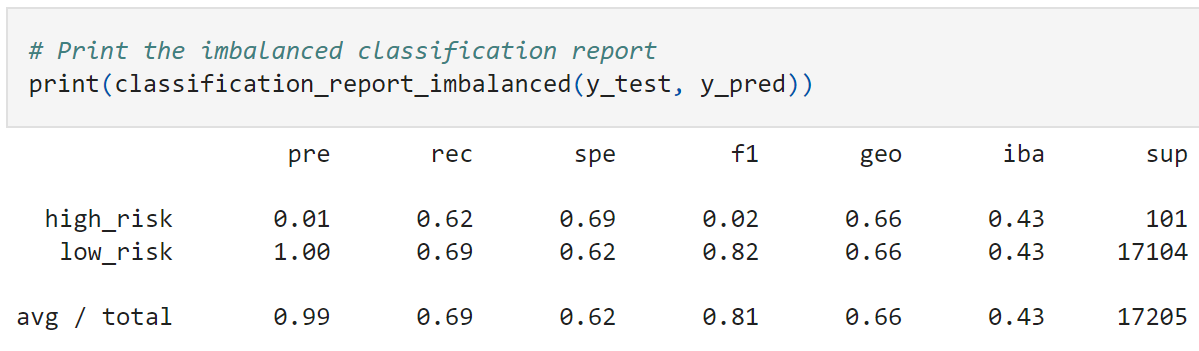 # Print the imbalanced classification report
print(classification_report_imbalanced(y_test, y_pred))
pre rec spe f1 geo iba sup
high_risk 0.01 0.62 0.69 0.02 0.66 0.43 101
low_risk 1.00 0.69 0.62 0.82 0.66 0.43 17104
avg / total 0.99 0.69 0.62 0.81 0.66 0.43 17205